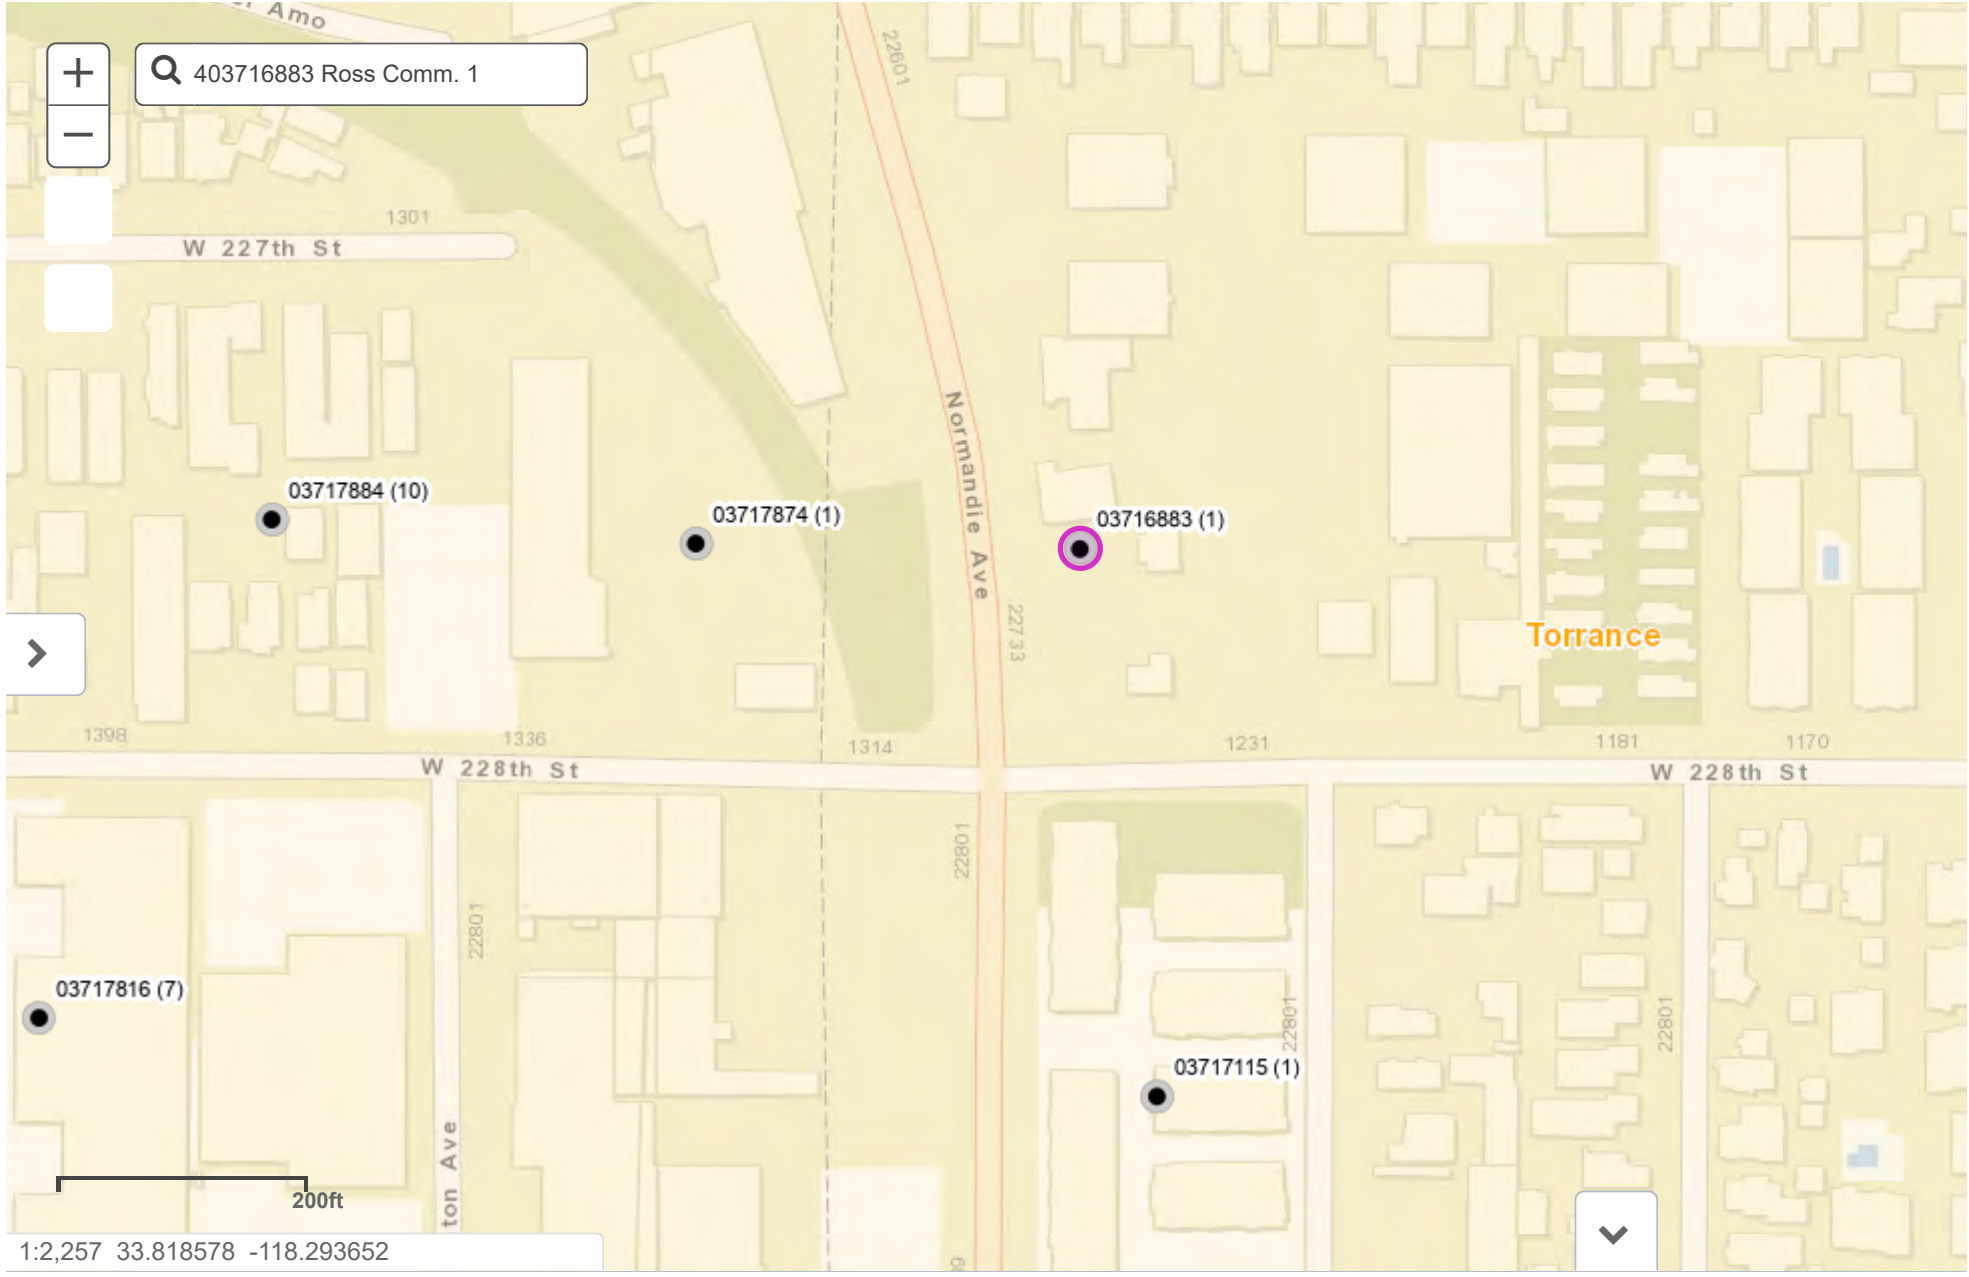 Amo
403716883 Ross Comm. 1
22601
1301
W 227th St
Normandie Ave
03717884 (10)
03717874 (1)
03716883 (1)
22733
Torrance
1398
1336
1314
1231
1181
1170
W 228th St
W 228th St
22801
22801
03717816 (7)
22801
22801
03717115 (1)
ton Ave
200ft
1:2,257 33.818578 -118.293652